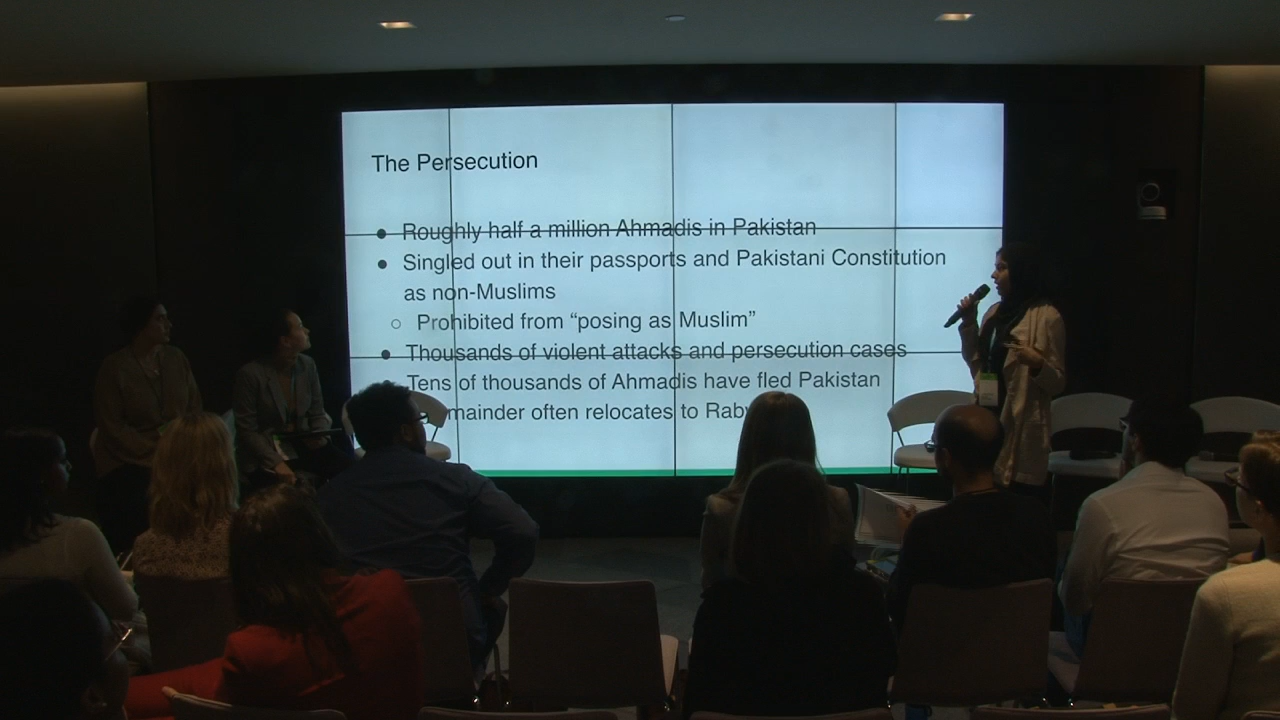 The Persecution
● Roughly half a million Ahmadis in Pakistan
● Singled out in their passports and Pakistani Constitution
as non-Muslims
○ Prohibited from “posing as Muslim”
● Thousands of violent attacks and persecution cases
Tens of thousands of Ahmadis have fled Pakistan
often relocates to